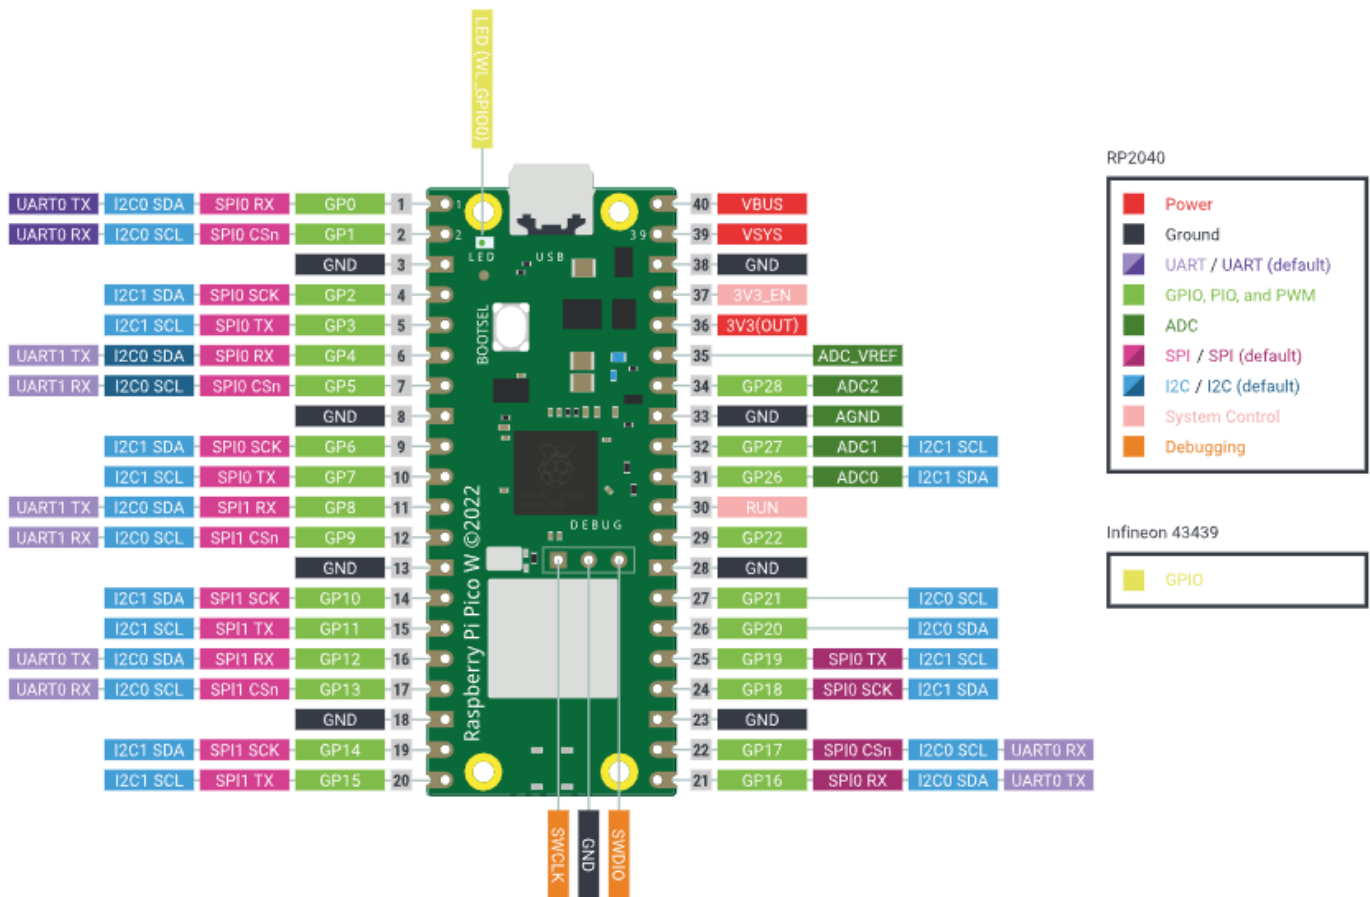 LED (WL_GPIO0)
UART0 TX I2C0 SDA SPI0 RX GP0 1 1 40 VBUS
UART0 RX I2C0 SCL SPI0 CSn GP1 2 2 39 39 VSYS
GND 3 LED USB 38 GND
I2C1 SDA SPI0 SCK GP2 4 37 3V3_EN
I2C1 SCL SPI0 TX GP3 5 BOOTSEL 36 3V3(OUT)
UART1 TX I2C0 SDA SPI0 RX GP4 6 35 ADC_VREF
UART1 RX I2C0 SCL SPI0 CSn GP5 7 34 GP28 ADC2
GND 8 33 GND AGND
I2C1 SDA SPI0 SCK GP6 9 32 GP27 ADC1 I2C1 SCL
I2C1 SCL SPI0 TX GP7 10 31 GP26 ADC0 I2C1 SDA
UART1 TX I2C0 SDA SPI1 RX GP8 11 30 RUN
UART1 RX I2C0 SCL SPI1 CSn GP9 12 DEBUG 29 GP22
GND 13 28 GND
I2C1 SDA SPI1 SCK GP10 14 27 GP21 I2C0 SCL
I2C1 SCL SPI1 TX GP11 15 26 GP20 I2C0 SDA
UART0 TX I2C0 SDA SPI1 RX GP12 16 25 GP19 SPI0 TX I2C1 SCL
UART0 RX I2C0 SCL SPI1 CSn GP13 17 24 GP18 SPI0 SCK I2C1 SDA
GND 18 23 GND
I2C1 SDA SPI1 SCK GP14 19 22 GP17 SPI0 CSn I2C0 SCL UART0 RX
I2C1 SCL SPI1 TX GP15 20 21 GP16 SPI0 RX I2C0 SDA UART0 TX
Raspberry Pi Pico W ©2022
SWCLK
GND
SWDIO
RP2040
Power
Ground
UART / UART (default)
GPIO, PIO, and PWM
ADC
SPI / SPI (default)
I2C / I2C (default)
System Control
Debugging
Infineon 43439
GPIO